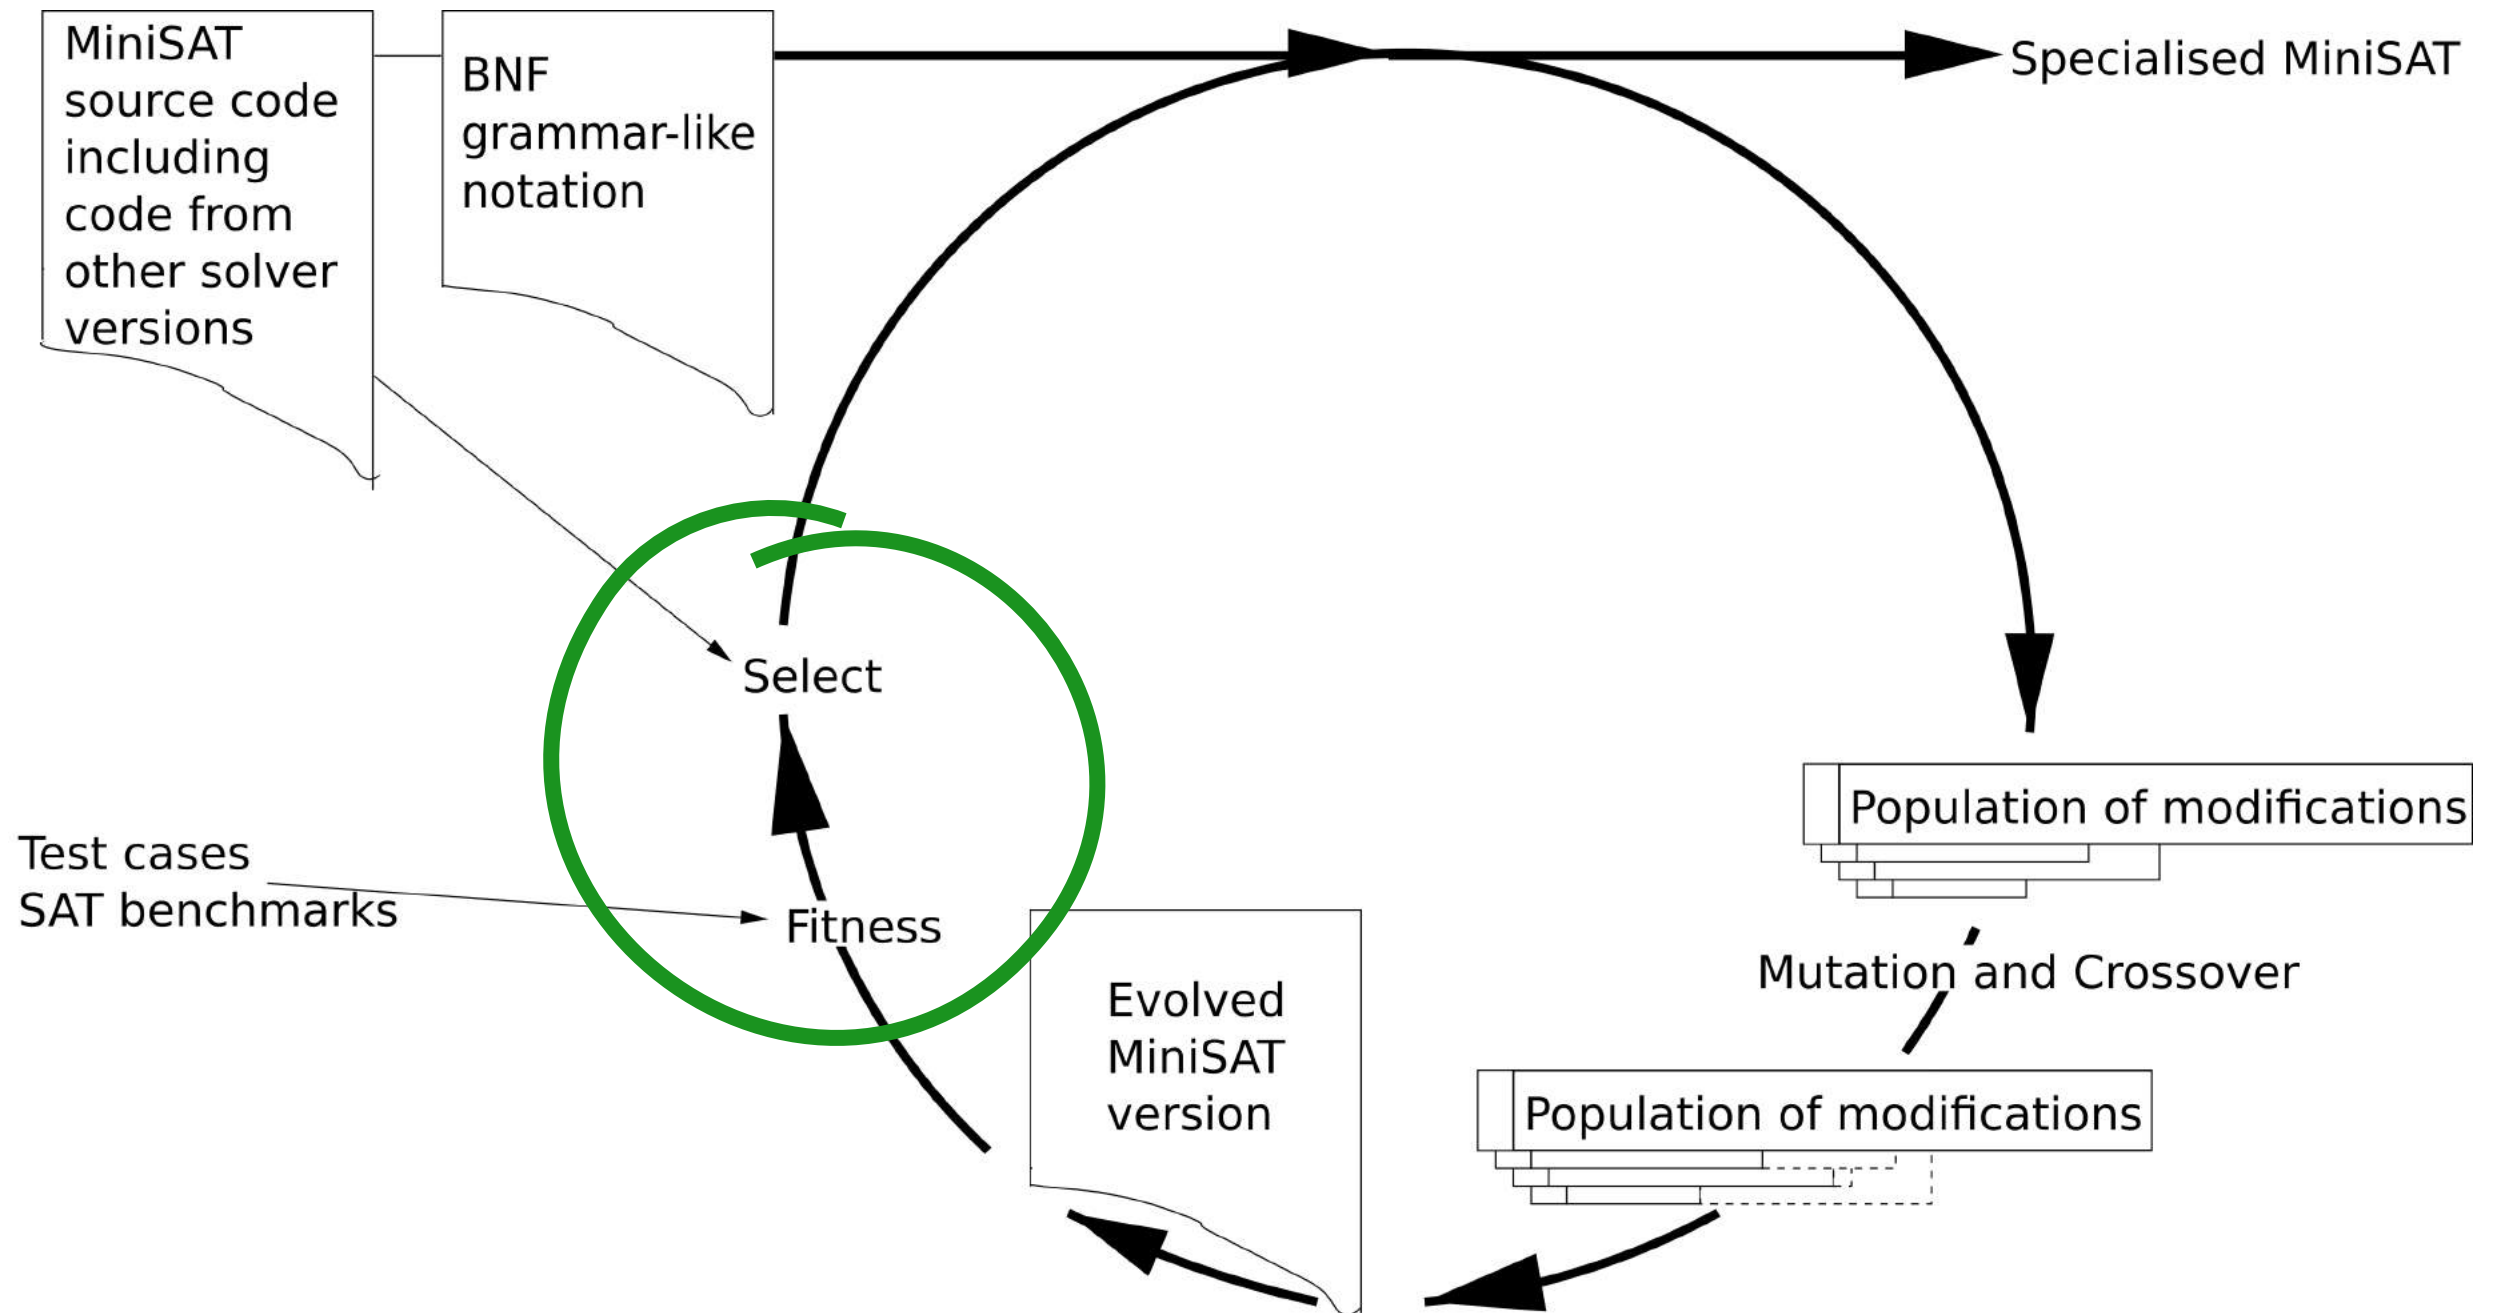 MiniSAT
source code
including
code from
other solver
versions
BNF
grammar-like
notation
Specialised MiniSAT
Select
Test cases
SAT benchmarks
Fitness
Evolved
MiniSAT
version
Population of modifications
Mutation and Crossover
Population of modifications